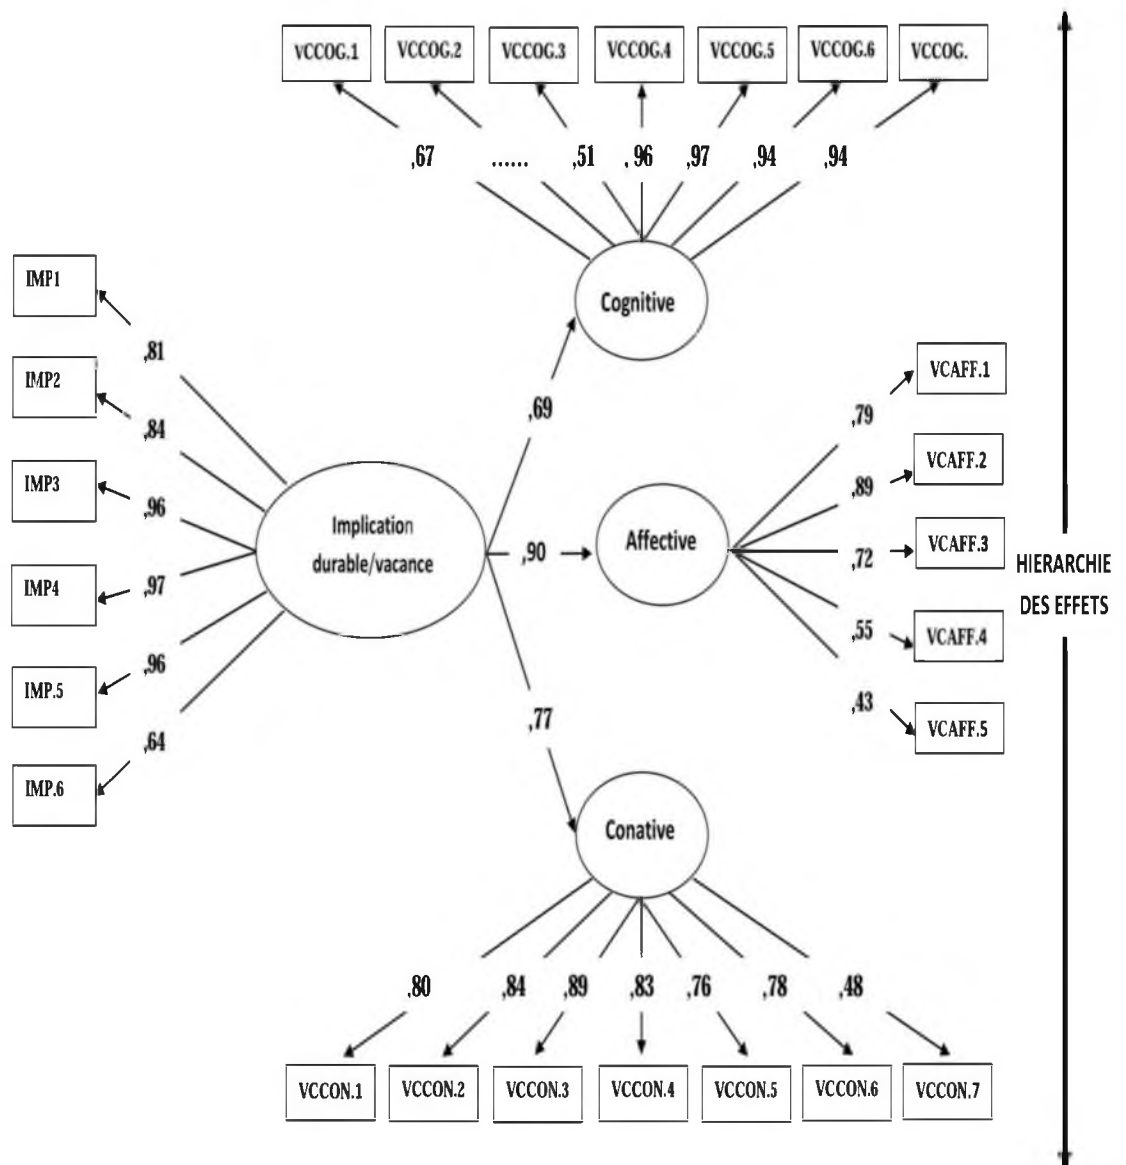 VCCOG.1 VCCOG.2 VCCOG.3 VCCOG.4 VCCOG.5 VCCOG.6 VCCOG.
,67 ...... ,51 ,96 ,97 ,94 ,94
Cognitive
IMP1
IMP2
IMP3
IMP4
IMP.5
IMP.6
,81
,84
,96
,97
,96
,64
Implication
durable/vacance
,69
,90
,77
Affective
,79
,89
,72
,55
,43
VCAFF.1
VCAFF.2
VCAFF.3
VCAFF.4
VCAFF.5
HIERARCHIE
DES EFFETS
Conative
,80 ,84 ,89 ,83 ,76 ,78 ,48
VCCON.1 VCCON.2 VCCON.3 VCCON.4 VCCON.5 VCCON.6 VCCON.7